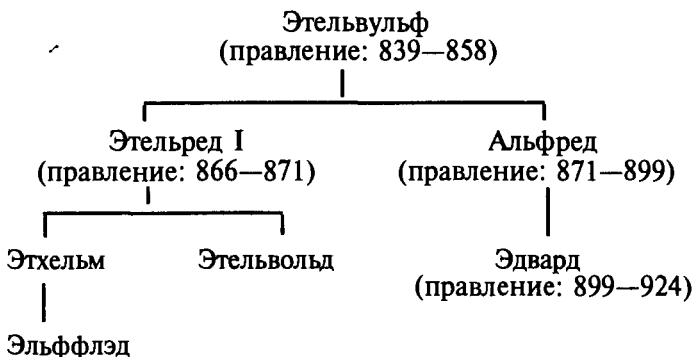 Этельвульф
(правление: 839—858)
Этельред I
Альфред
(правление: 866—871)
(правление: 871—899)
Этхельм
Этельвольд
Эдвард
(правление: 899—924)
Эльффлэд